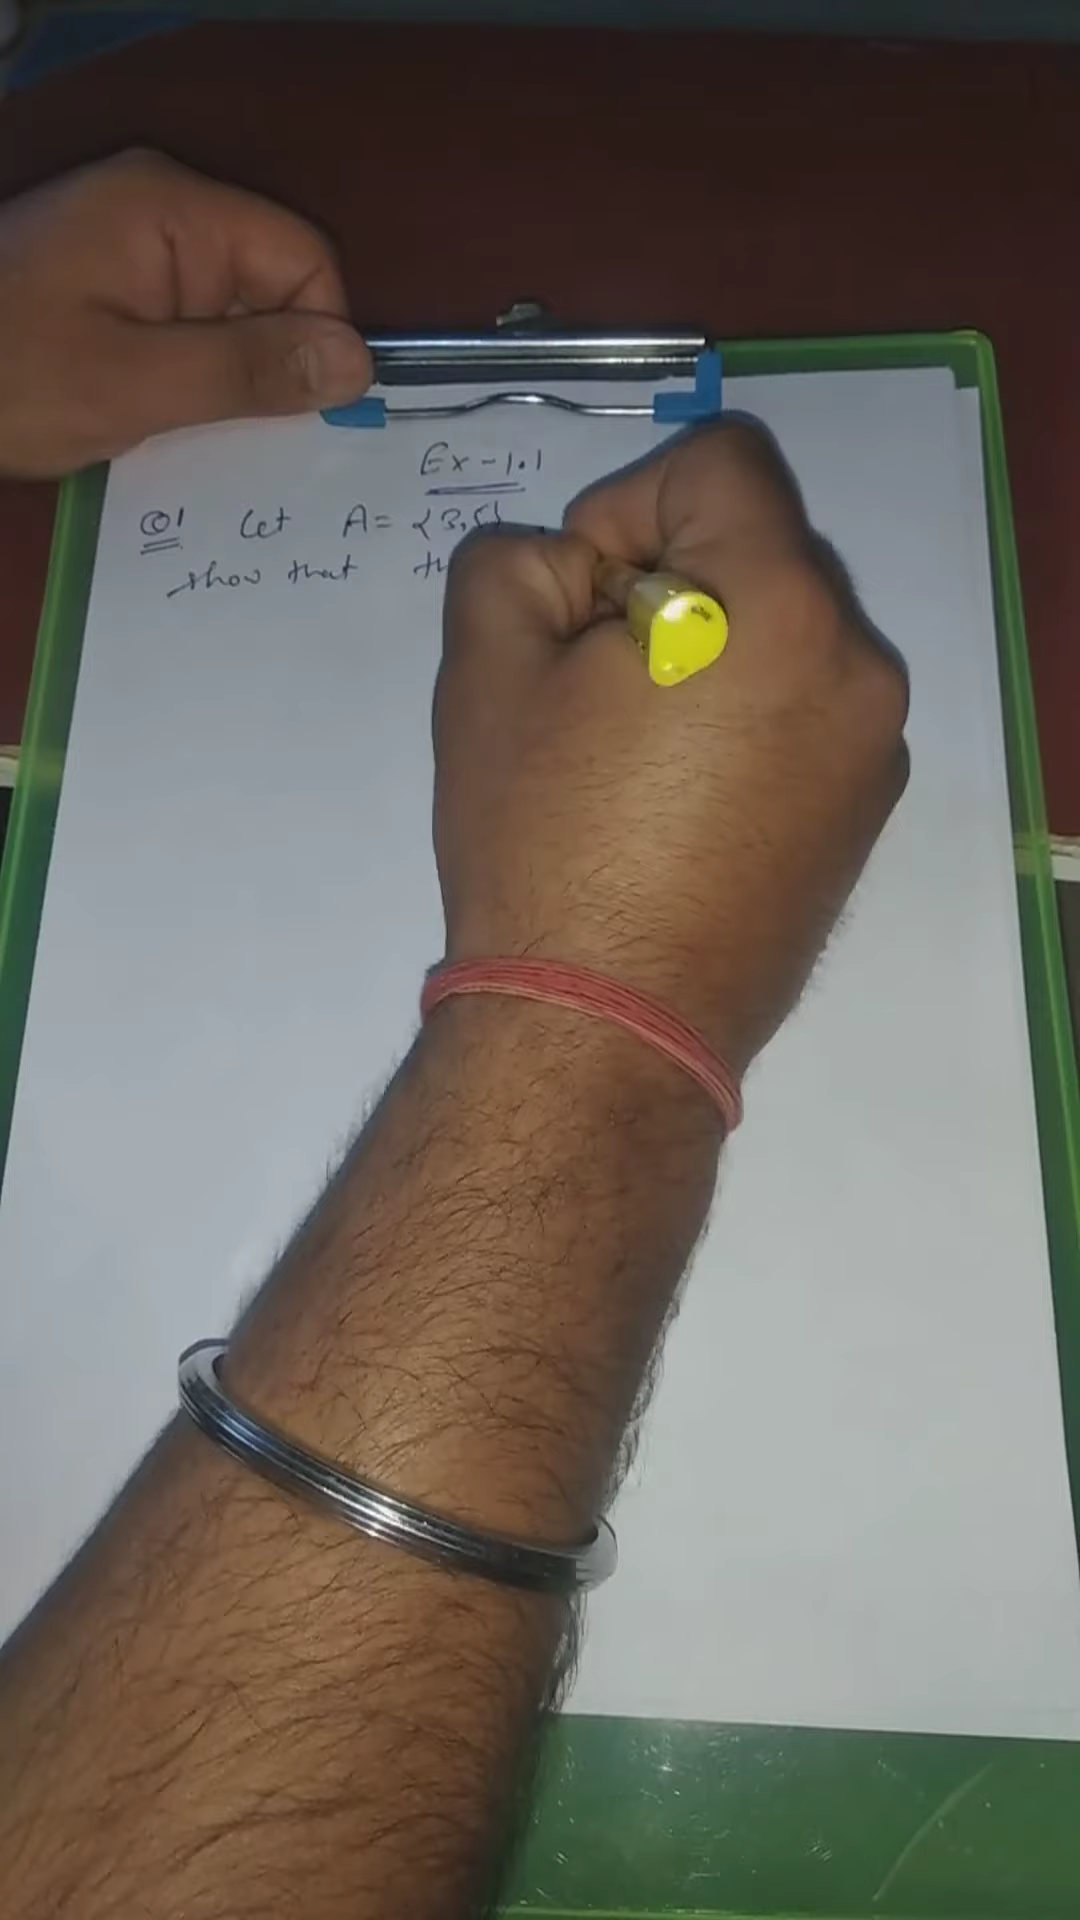 Ex-1.1
Q1 Let A = {3,5}
show that